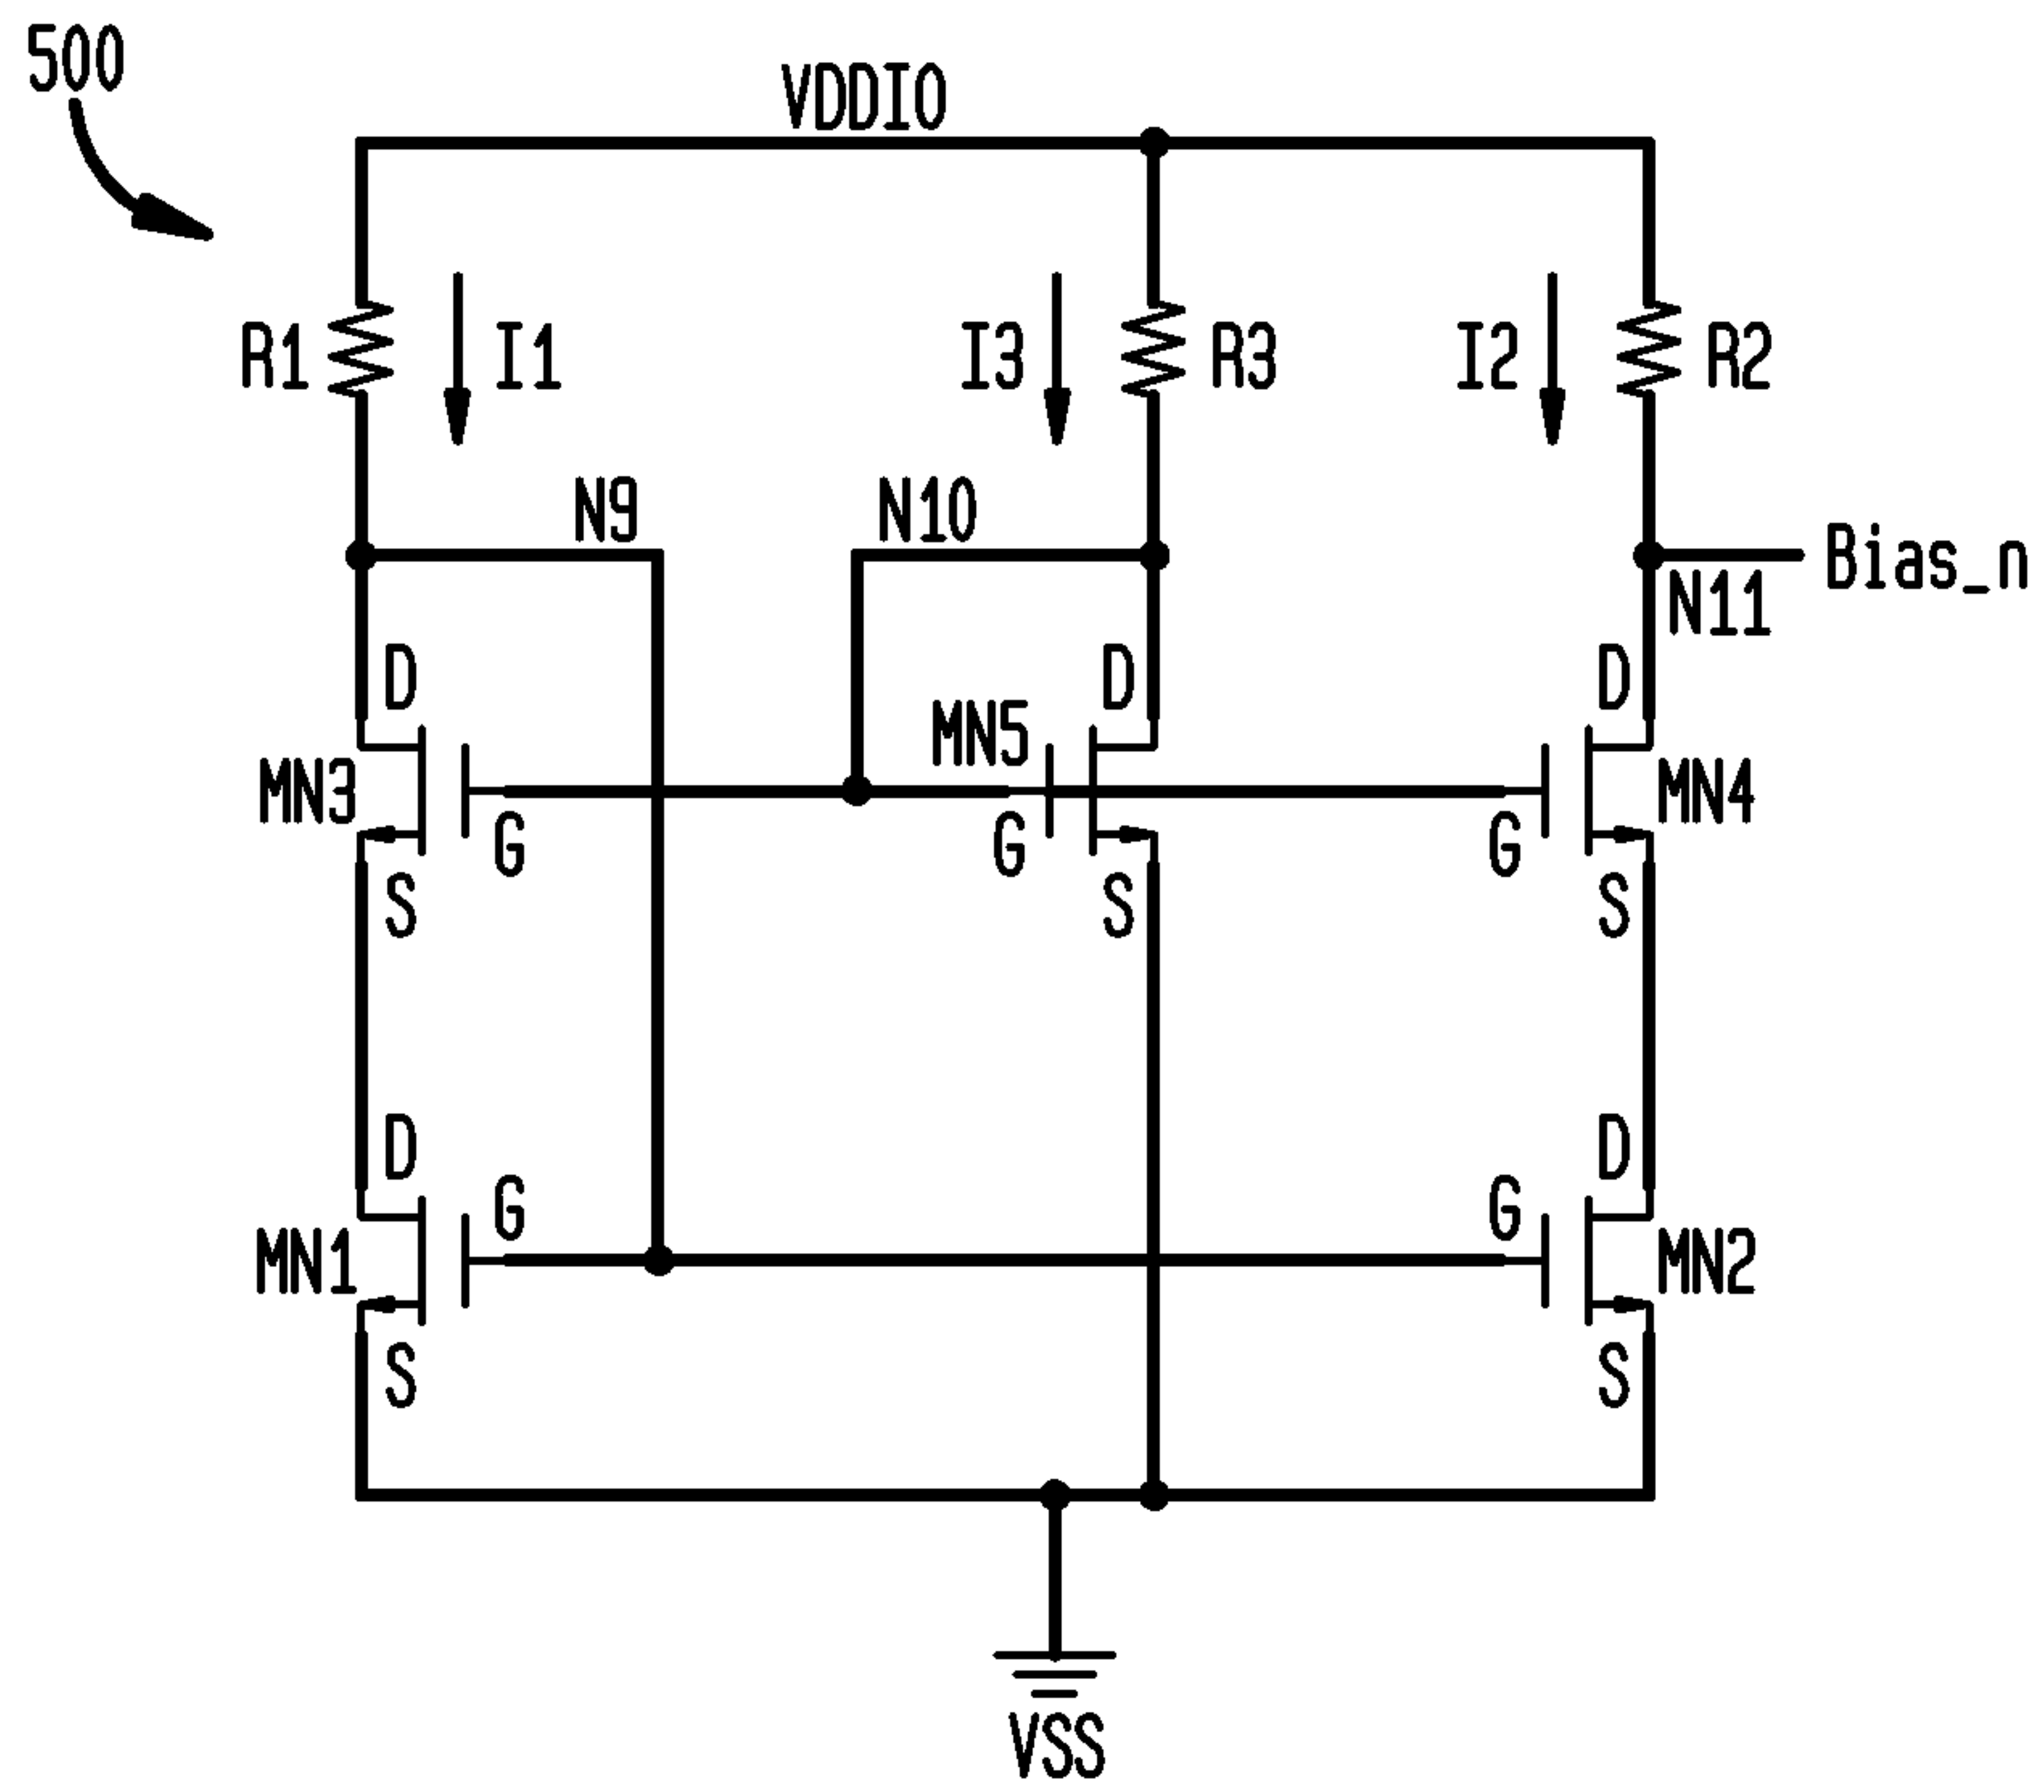 500
VDDIO
R1 I1 I3 R3 I2 R2
N9 N10 Bias_n
N11
D D D
MN5
MN3 MN4
G G G
S S S
D D
G G
MN1 MN2
S S
VSS